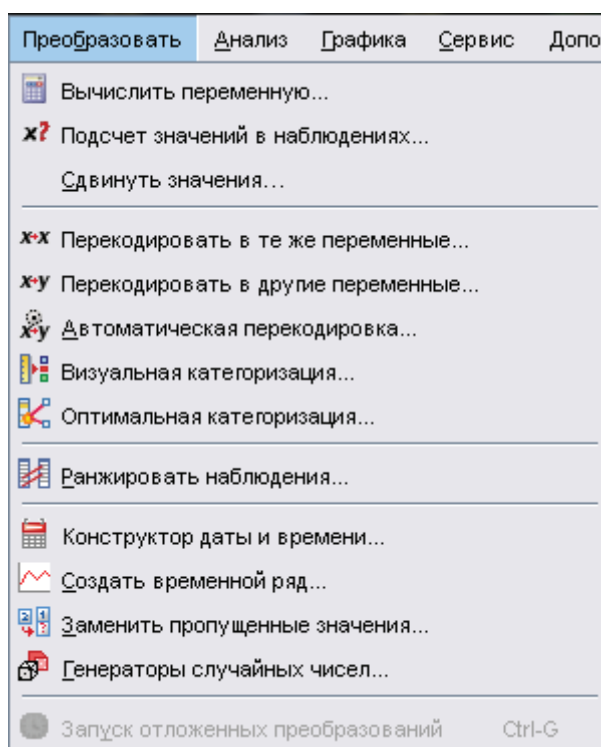 Преобразовать Анализ Графика Сервис Допо
Вычислить переменную...
Подсчет значений в наблюдениях...
Сдвинуть значения...
Перекодировать в те же переменные...
Перекодировать в другие переменные...
Автоматическая перекодировка...
Визуальная категоризация...
Оптимальная категоризация...
Ранжировать наблюдения...
Конструктор даты и времени...
Создать временной ряд...
Заменить пропущенные значения...
Генераторы случайных чисел...
Запуск отложенных преобразований Ctrl-G